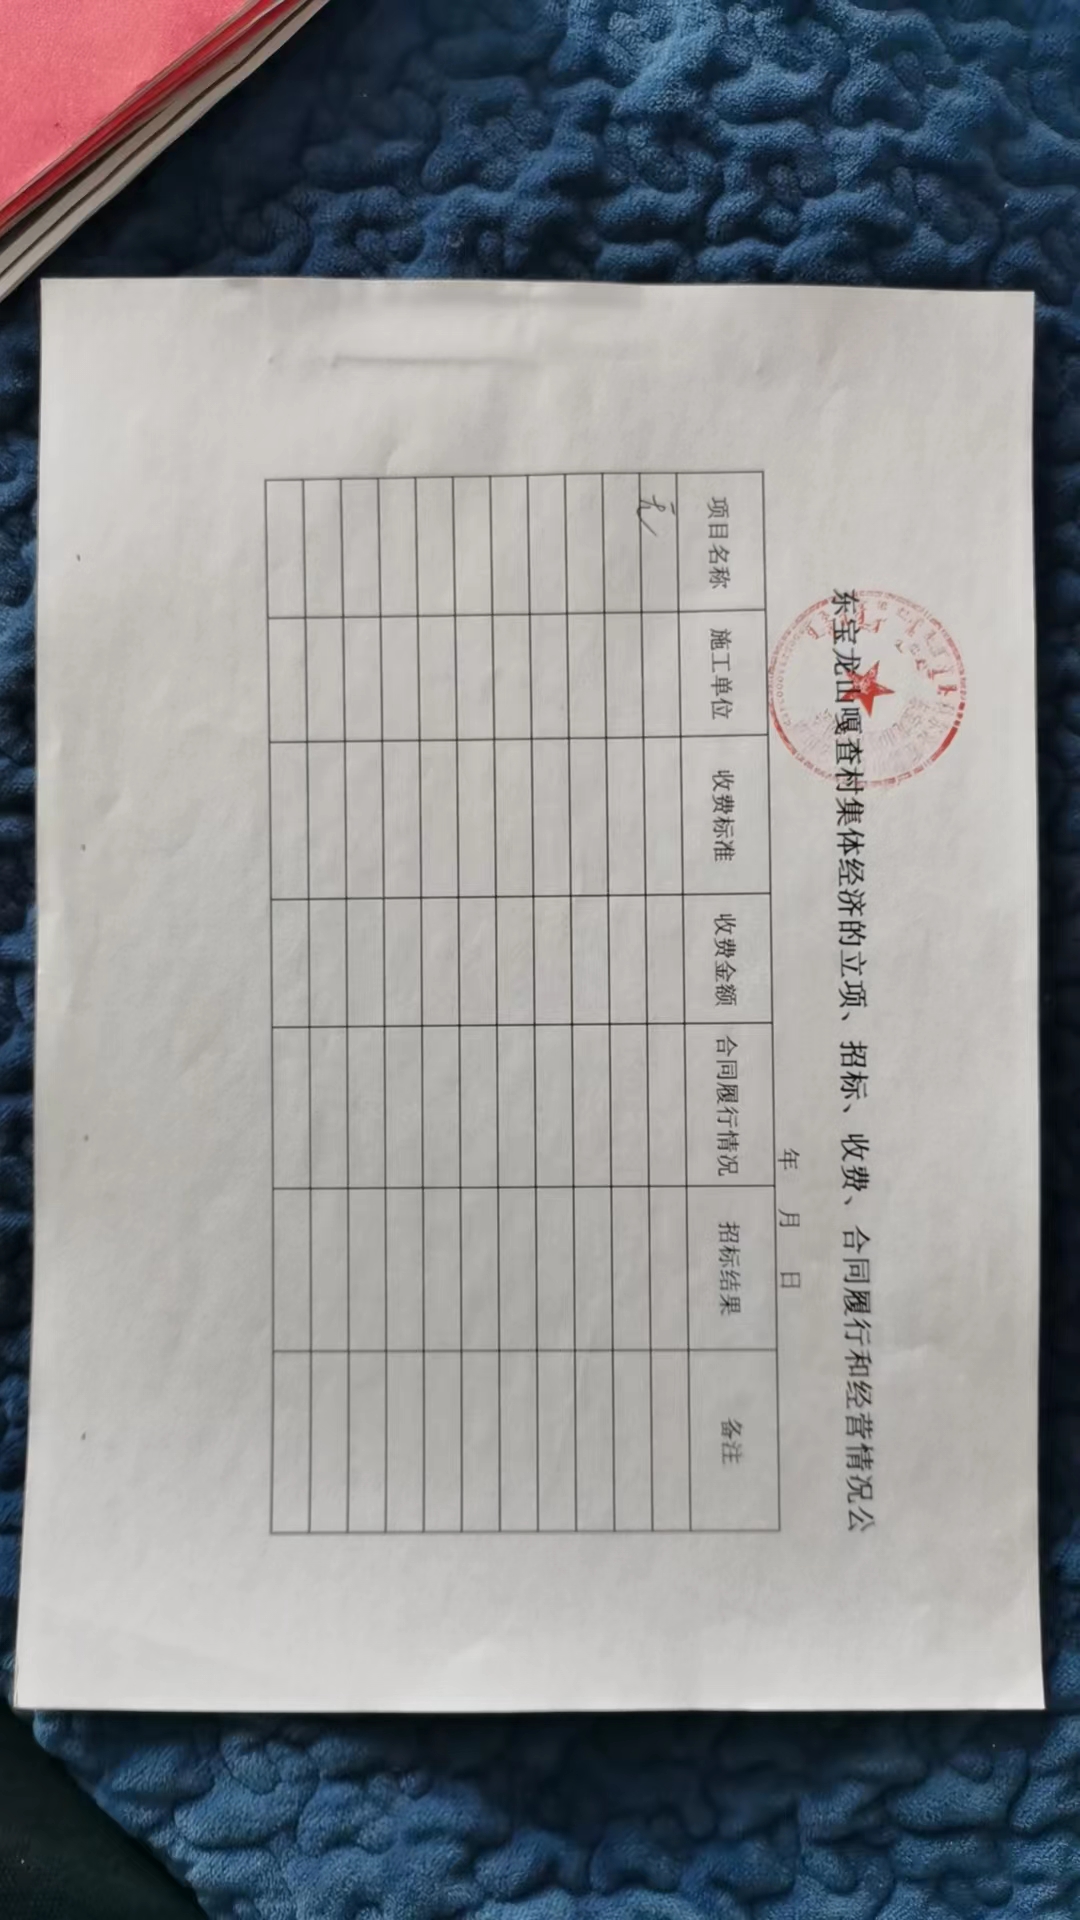 东宝龙山嘎查村集体经济的立项、招标、收费、合同履行和经营情况公
年 月 日
项目名称 施工单位 收费标准 收费金额 合同履行情况 招标结果 备注
无